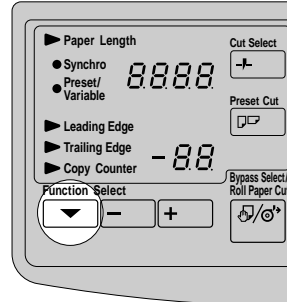 Paper Length
Cut Select
Synchro
8888
Preset/
Variable
Preset Cut
Leading Edge
Trailing Edge
-88
Copy Counter
Bypass Select/
Roll Paper Cu
Function Select